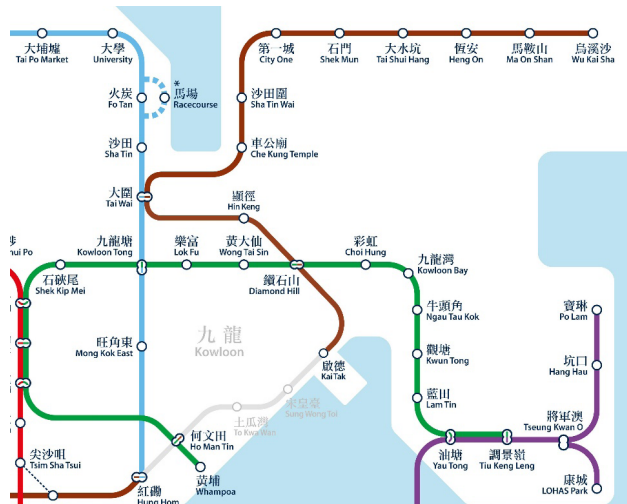 大埔墟
Tai Po Market
大學
University
第一城
City One
石門
Shek Mun
大水坑
Tai Shui Hang
恆安
Heng On
馬鞍山
Ma On Shan
烏溪沙
Wu Kai Sha
火炭
Fo Tan
*
馬場
Racecourse
沙田圍
Sha Tin Wai
沙田
Sha Tin
車公廟
Che Kung Temple
大圍
Tai Wai
顯徑
Hin Keng
九龍塘
Kowloon Tong
樂富
Lok Fu
黃大仙
Wong Tai Sin
彩虹
Choi Hung
九龍灣
Kowloon Bay
石硤尾
Shek Kip Mei
鑽石山
Diamond Hill
hui Po
牛頭角
Ngau Tau Kok
寶琳
Po Lam
九龍
Kowloon
旺角東
Mong Kok East
啟德
Kai Tak
觀塘
Kwun Tong
坑口
Hang Hau
藍田
Lam Tin
宋皇臺
Sung Wong Toi
土瓜灣
To Kwa Wan
將軍澳
Tseung Kwan O
何文田
Ho Man Tin
油塘
Yau Tong
調景嶺
Tiu Keng Leng
尖沙咀
Tsim Sha Tsui
黃埔
Whampoa
康城
LOHAS Park
紅磡
Hung Hom